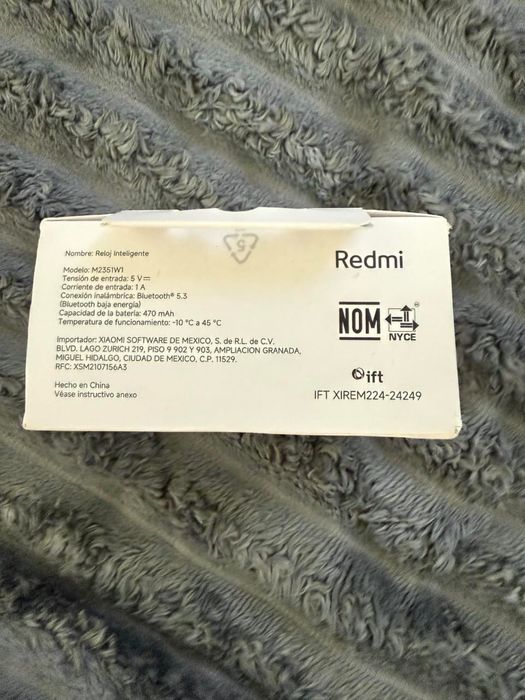 5
Nombre: Reloj Inteligente
Modelo: M2351W1
Tensión de entrada: 5 V⎓
Corriente de entrada: 1 A
Conexión inalámbrica: Bluetooth® 5.3
(Bluetooth baja energía)
Capacidad de la batería: 470 mAh
Temperatura de funcionamiento: -10 °C a 45 °C
Importador: XIAOMI SOFTWARE DE MEXICO, S. de R.L. de C.V.
BLVD. LAGO ZURICH 219, PISO 9 902 Y 903, AMPLIACION GRANADA,
MIGUEL HIDALGO, CIUDAD DE MEXICO, C.P. 11529.
RFC: XSM2107156A3
Hecho en China
Véase instructivo anexo
Redmi
NOM
NYCE
ift
IFT XIREM224-24249